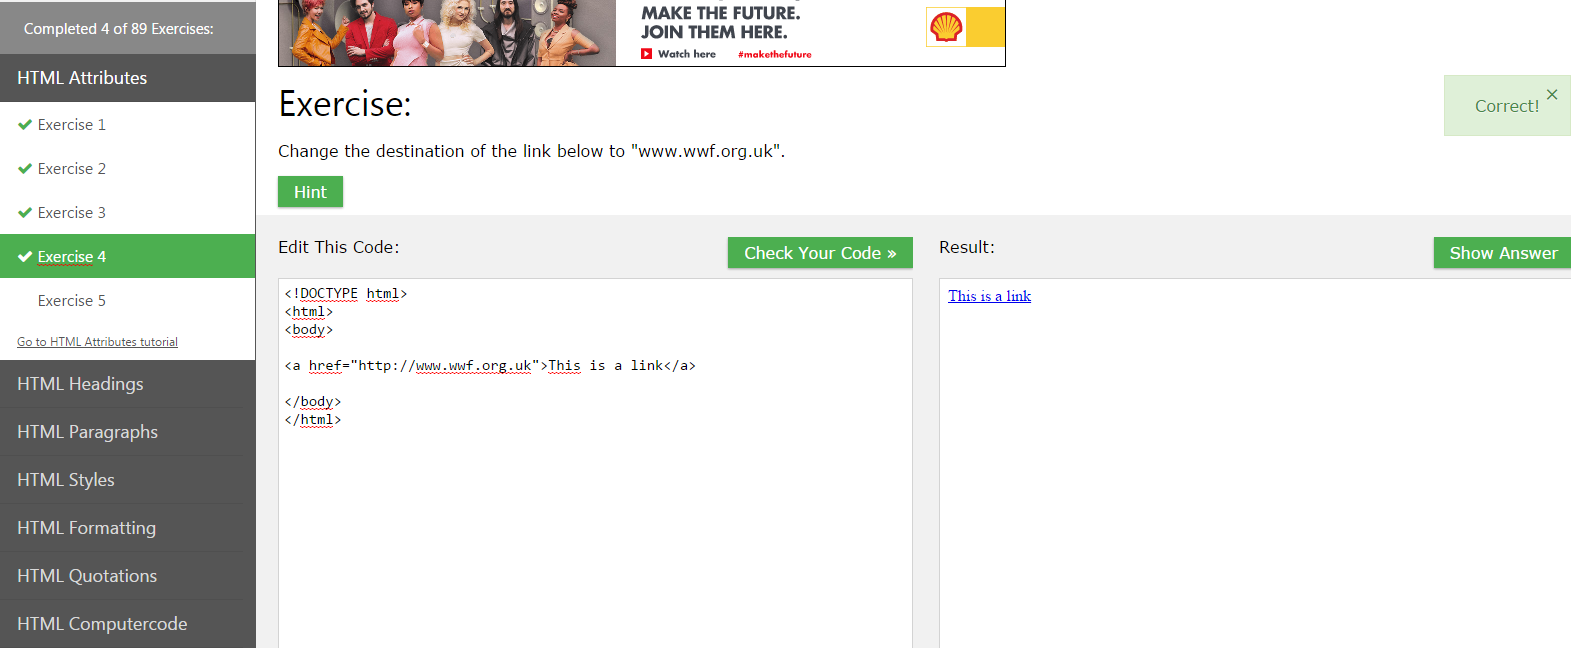 Completed 4 of 89 Exercises:
HTML Attributes
Exercise 1
Exercise 2
Exercise 3
Exercise 4
Exercise 5
Go to HTML Attributes tutorial
HTML Headings
HTML Paragraphs
HTML Styles
HTML Formatting
HTML Quotations
HTML Computercode
MAKE THE FUTURE.
JOIN THEM HERE.
Watch here #makethefuture
Exercise:
Correct!
Change the destination of the link below to "www.wwf.org.uk".
Hint
Edit This Code:
Check Your Code »
<!DOCTYPE html>
<html>
<body>
<a href="http://www.wwf.org.uk">This is a link</a>
</body>
</html>
Result:
Show Answer
This is a link